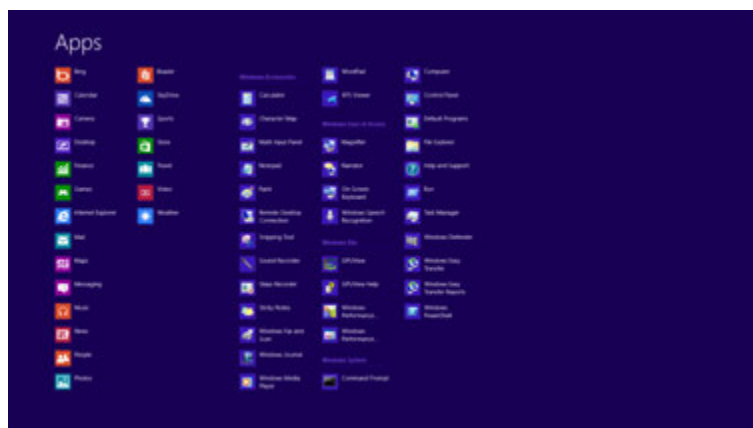 Apps
Bing
Calendar
Camera
Desktop
Finance
Games
Internet Explorer
Mail
Maps
Messaging
Music
News
People
Photos
Reader
SkyDrive
Sports
Store
Travel
Video
Weather
Windows Accessories
Calculator
Character Map
Math Input Panel
Notepad
Paint
Remote Desktop
Connection
Snipping Tool
Sound Recorder
Steps Recorder
Sticky Notes
Windows Fax and
Scan
Windows Journal
Windows Media
Player
WordPad
XPS Viewer
Windows Ease of Access
Magnifier
Narrator
On-Screen
Keyboard
Windows Speech
Recognition
Windows Kits
GPUView
GPUView Help
Windows
Performance...
Windows
Performance...
Windows System
Command Prompt
Computer
Control Panel
Default Programs
File Explorer
Help and Support
Run
Task Manager
Windows Defender
Windows Easy
Transfer
Windows Easy
Transfer Reports
Windows
PowerShell